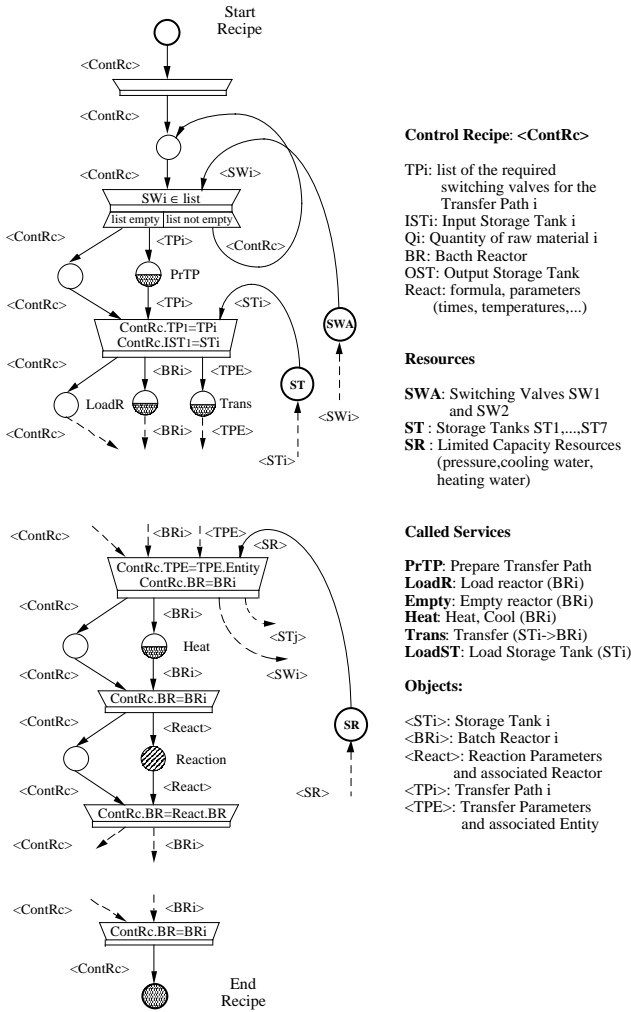 Start
Recipe
<ContRc>
<ContRc>
<ContRc>
SWi ∈ list
list empty
list not empty
<SWi>
<ContRc>
<TPi>
<ContRc>
PrTP
<TPi>
<STi>
<ContRc>
ContRc.TP1=TPi
ContRc.IST1=STi
SWA
<ContRc>
<BRi>
<TPE>
ST
LoadR
Trans
<SWi>
<ContRc>
<BRi>
<TPE>
<STi>
<ContRc>
<BRi>
<TPE>
<SR>
ContRc.TPE=TPE.Entity
ContRc.BR=BRi
<ContRc>
<BRi>
<STj>
Heat
<SWi>
<ContRc>
<BRi>
ContRc.BR=BRi
<ContRc>
<React>
SR
Reaction
<ContRc>
<React>
<SR>
ContRc.BR=React.BR
<ContRc>
<BRi>
<ContRc>
<BRi>
ContRc.BR=BRi
<ContRc>
End
Recipe
Control Recipe: <ContRc>
TPi: list of the required
switching valves for the
Transfer Path i
ISTi: Input Storage Tank i
Qi: Quantity of raw material i
BR: Bacth Reactor
OST: Output Storage Tank
React: formula, parameters
(times, temperatures,...)
Resources
SWA: Switching Valves SW1
and SW2
ST : Storage Tanks ST1,...,ST7
SR : Limited Capacity Resources
(pressure,cooling water,
heating water)
Called Services
PrTP: Prepare Transfer Path
LoadR: Load reactor (BRi)
Empty: Empty reactor (BRi)
Heat: Heat, Cool (BRi)
Trans: Transfer (STi->BRi)
LoadST: Load Storage Tank (STi)
Objects:
<STi>: Storage Tank i
<BRi>: Batch Reactor i
<React>: Reaction Parameters
and associated Reactor
<TPi>: Transfer Path i
<TPE>: Transfer Parameters
and associated Entity